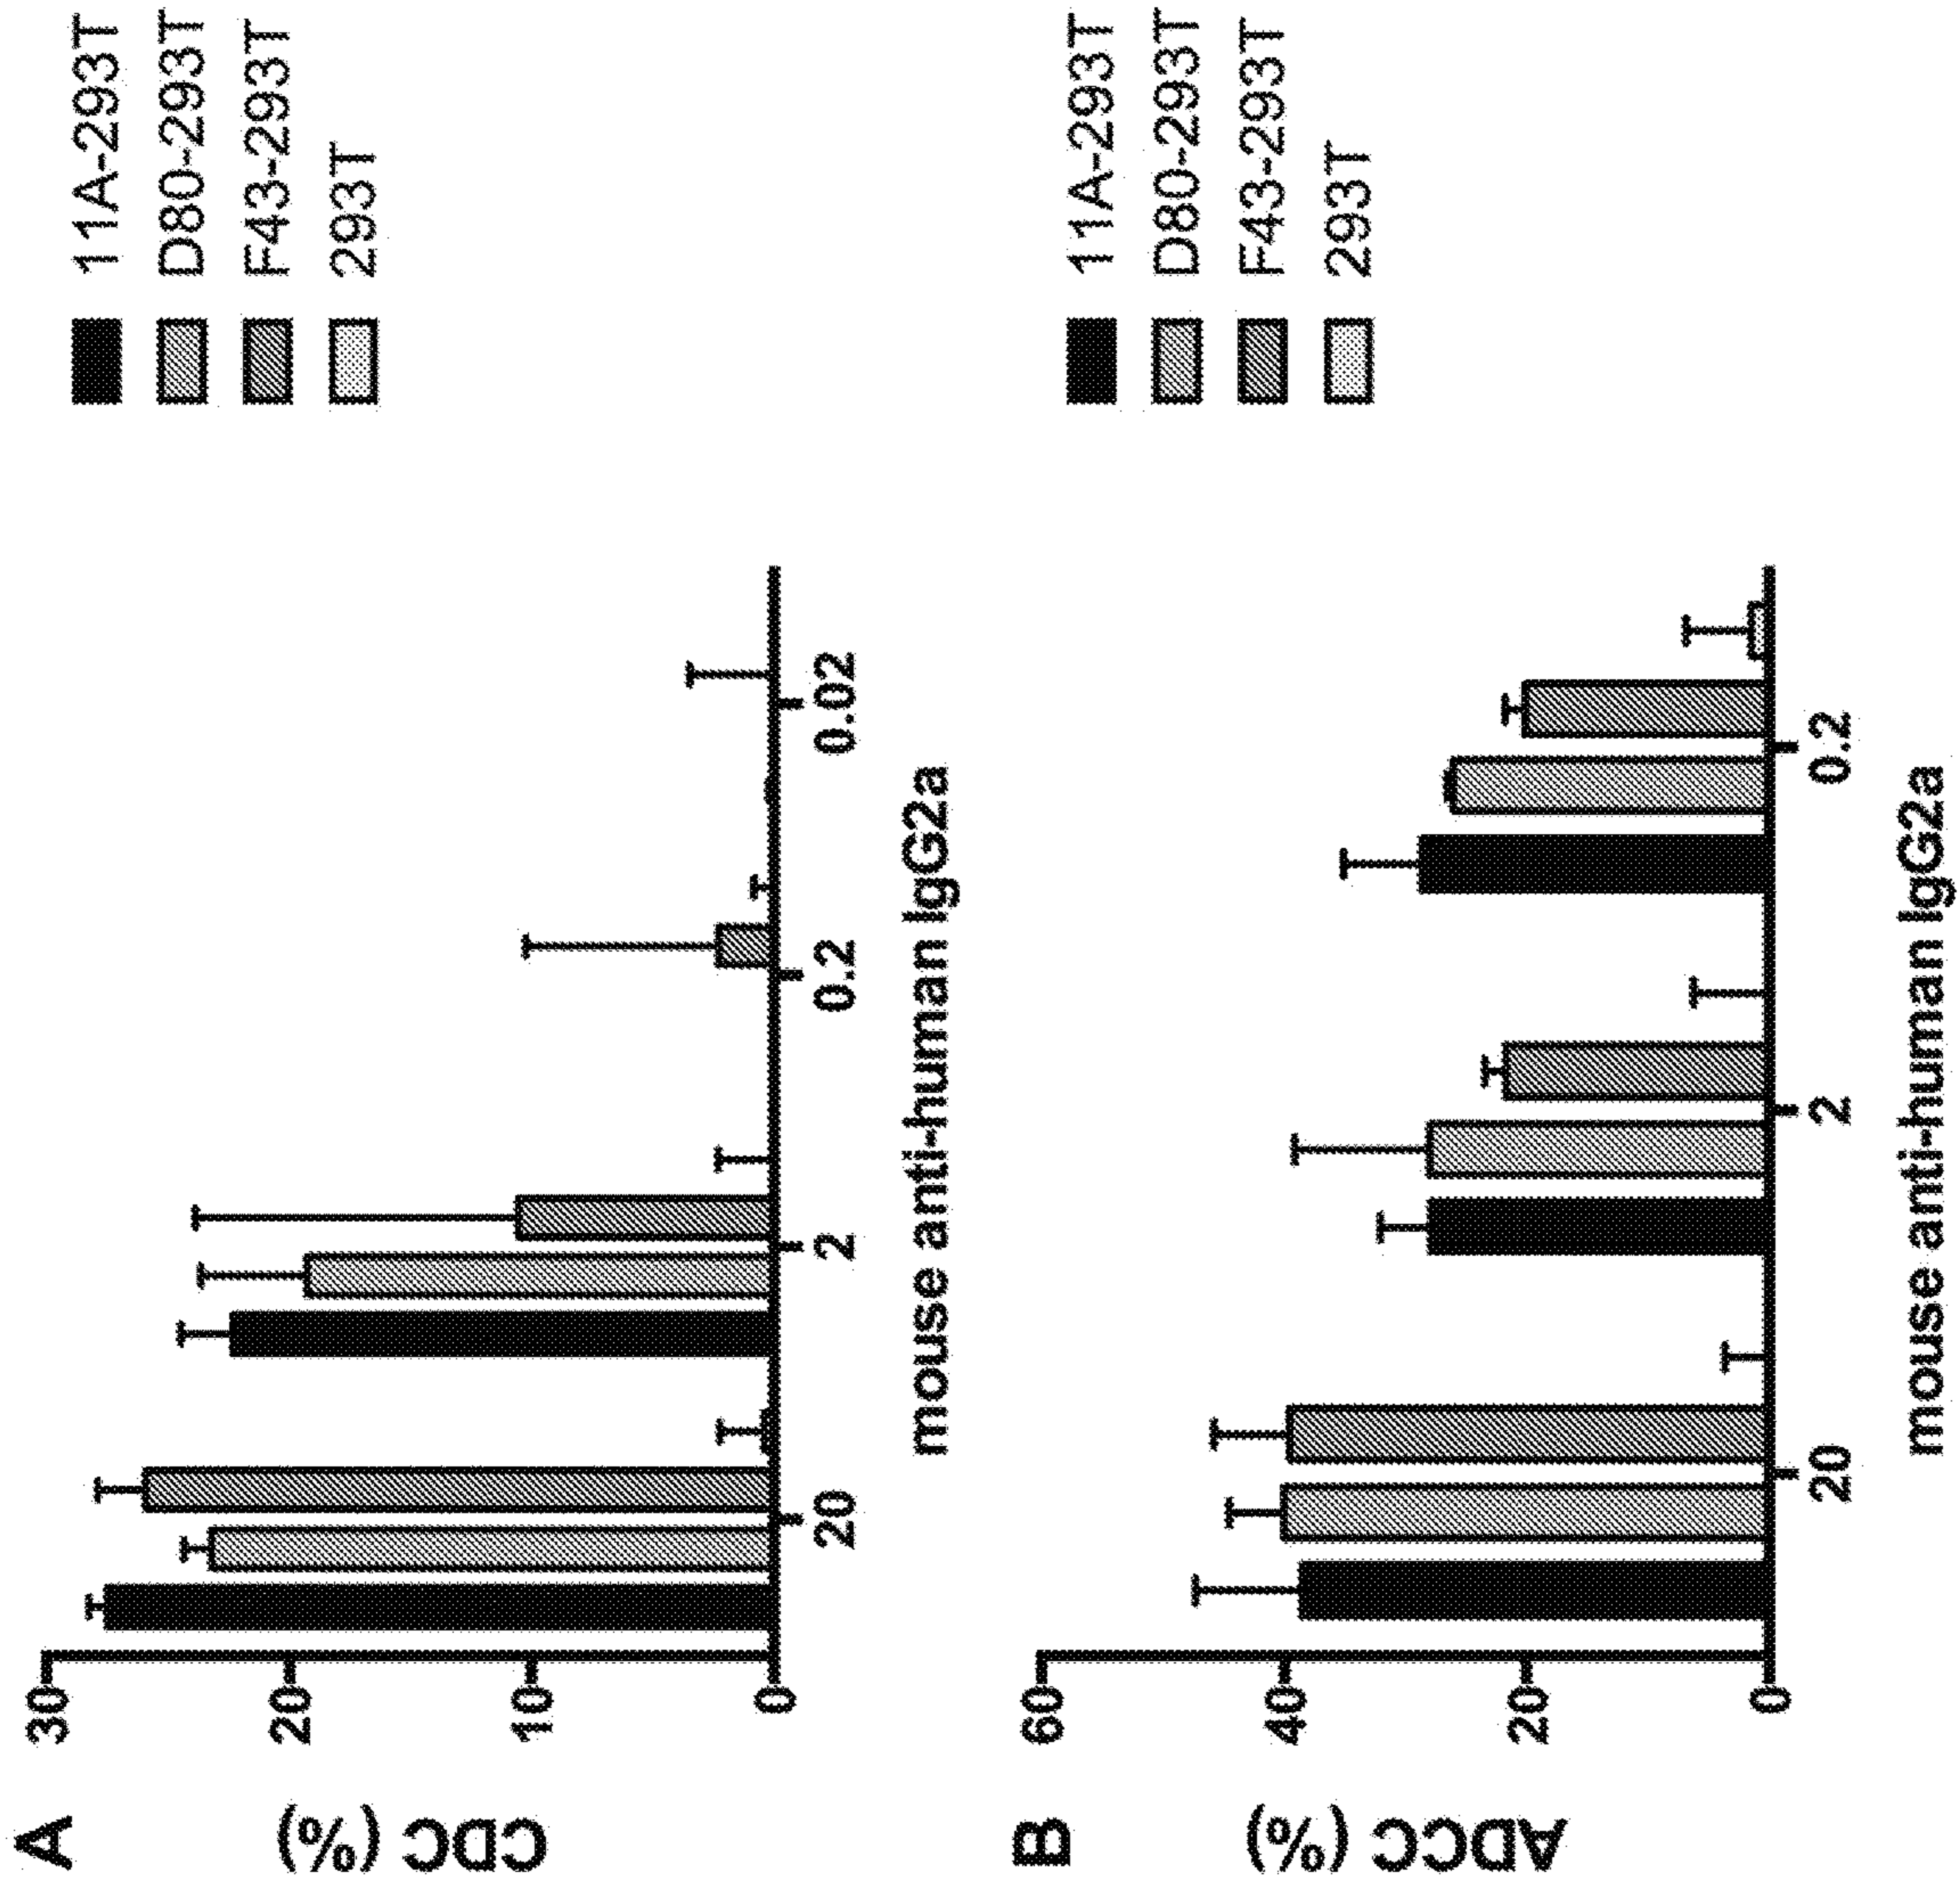 A
CDC (%)
30
20
10
0
20
2
0.2
0.02
mouse anti-human IgG2a
11A-293T
D80-293T
F43-293T
293T
B
ADCC (%)
60
40
20
0
20
2
0.2
mouse anti-human IgG2a
11A-293T
D80-293T
F43-293T
293T